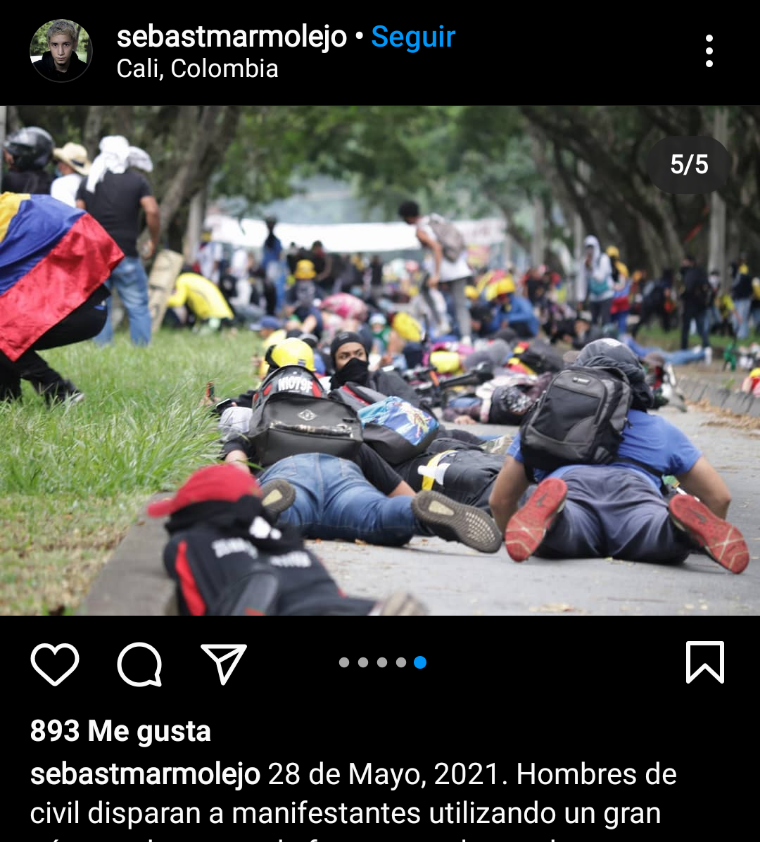 sebastmarmolejo • Seguir
Cali, Colombia
5/5
893 Me gusta
sebastmarmolejo 28 de Mayo, 2021. Hombres de
civil disparan a manifestantes utilizando un gran